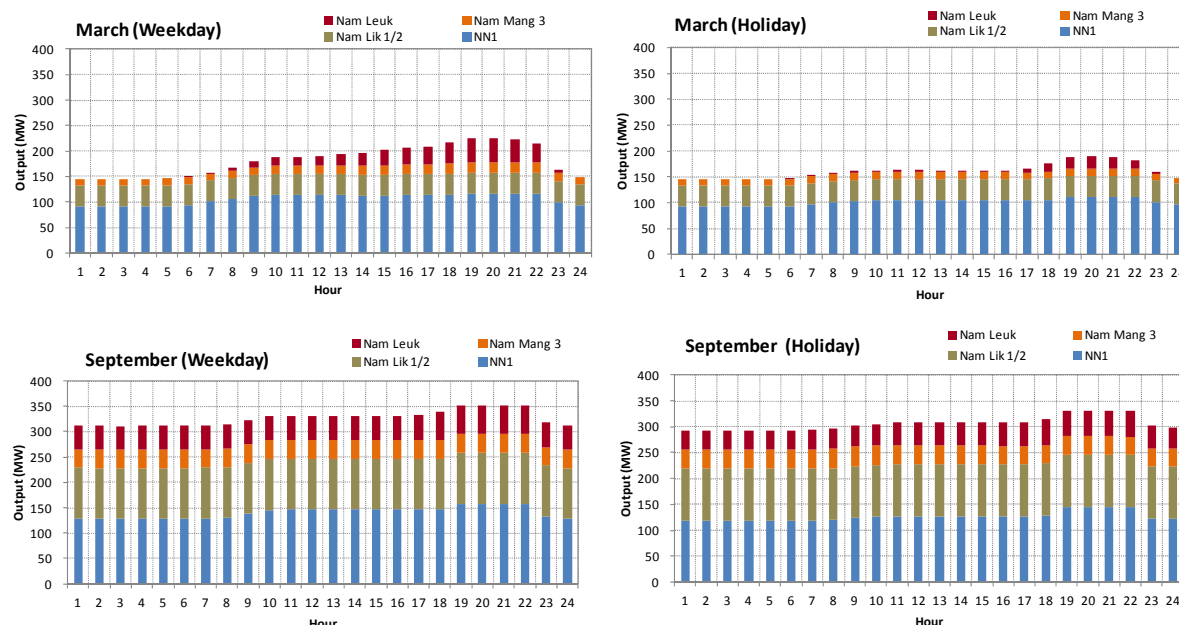 March (Weekday)
Nam Leuk Nam Mang 3
Nam Lik 1/2 NN1
Output (MW)
400
350
300
250
200
150
100
50
0
1 2 3 4 5 6 7 8 9 10 11 12 13 14 15 16 17 18 19 20 21 22 23 24
Hour
March (Holiday)
Nam Leuk Nam Mang 3
Nam Lik 1/2 NN1
Output (MW)
400
350
300
250
200
150
100
50
0
1 2 3 4 5 6 7 8 9 10 11 12 13 14 15 16 17 18 19 20 21 22 23 24
Hour
September (Weekday)
Nam Leuk Nam Mang 3
Nam Lik 1/2 NN1
Output (MW)
400
350
300
250
200
150
100
50
0
1 2 3 4 5 6 7 8 9 10 11 12 13 14 15 16 17 18 19 20 21 22 23 24
Hour
September (Holiday)
Nam Leuk Nam Mang 3
Nam Lik 1/2 NN1
Output (MW)
400
350
300
250
200
150
100
50
0
1 2 3 4 5 6 7 8 9 10 11 12 13 14 15 16 17 18 19 20 21 22 23 24
Hour